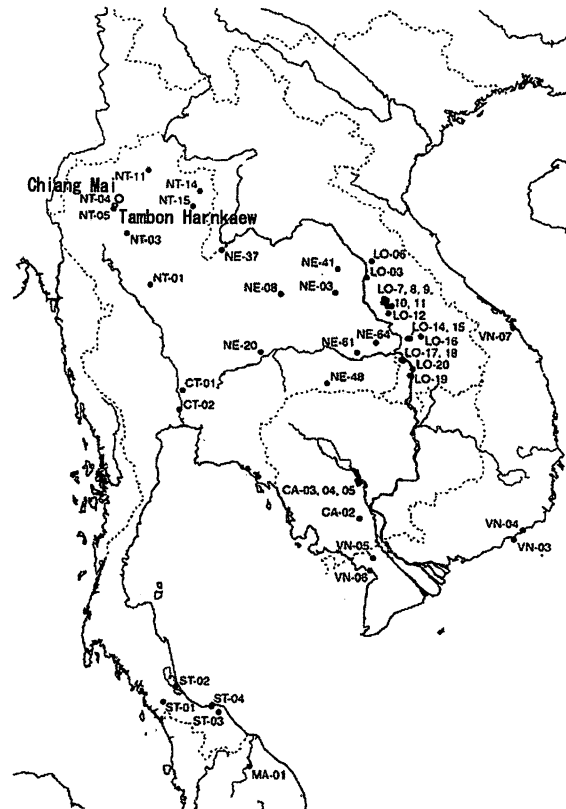 NT-11
Chiang Mai
NT-14
NT-04
NT-15
NT-05
Tambon Harnkaew
NT-03
NE-37
LO-06
NE-41
LO-03
NT-01
NE-08
NE-03
LO-7, 8, 9,
10, 11
LO-12
NE-64
LO-14, 15
VN-07
LO-16
NE-20
NE-61
LO-17, 18
LO-20
LO-19
NE-48
CT-01
CT-02
CA-03, 04, 05
CA-02
VN-04
VN-03
VN-05
VN-06
ST-02
ST-04
ST-01
ST-03
MA-01